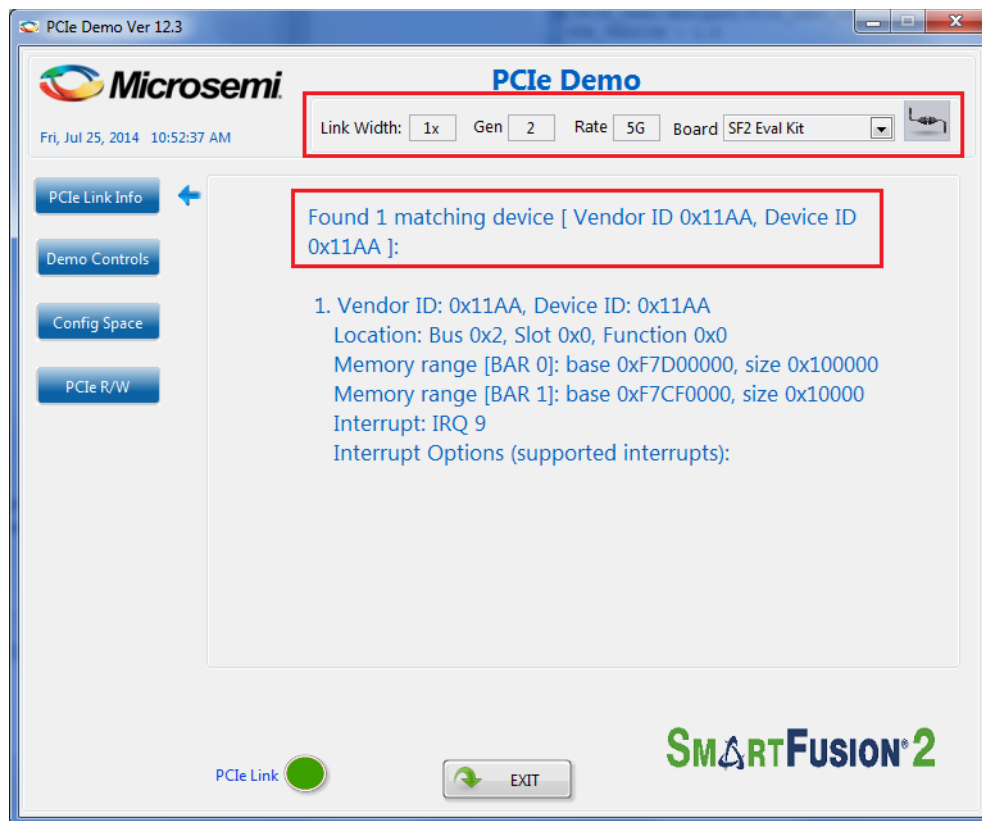 PCIe Demo Ver 12.3
Microsemi.
PCIe Demo
Fri, Jul 25, 2014 10:52:37 AM
Link Width: 1x Gen 2 Rate 5G Board SF2 Eval Kit
PCIe Link Info
Demo Controls
Config Space
PCIe R/W
Found 1 matching device [ Vendor ID 0x11AA, Device ID
0x11AA ]:
1. Vendor ID: 0x11AA, Device ID: 0x11AA
Location: Bus 0x2, Slot 0x0, Function 0x0
Memory range [BAR 0]: base 0xF7D00000, size 0x100000
Memory range [BAR 1]: base 0xF7CF0000, size 0x10000
Interrupt: IRQ 9
Interrupt Options (supported interrupts):
SMARTFUSION®2
PCIe Link
EXIT